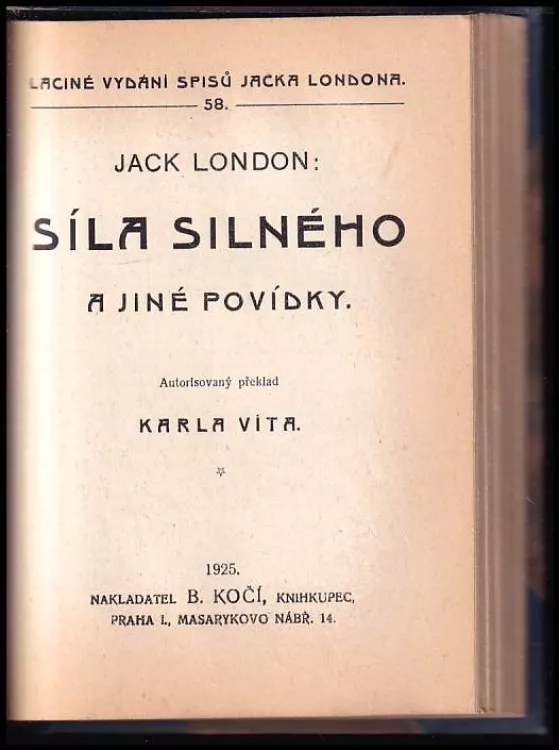 LACINÉ VYDÁNÍ SPISŮ JACKA LONDONA.
58.
JACK LONDON:
SÍLA SILNÉHO
A JINÉ POVÍDKY.
Autorisovaný překlad
KARLA VÍTA.
1925.
NAKLADATEL B. KOČÍ, KNIHKUPEC,
PRAHA I., MASARYKOVO NÁBŘ. 14.